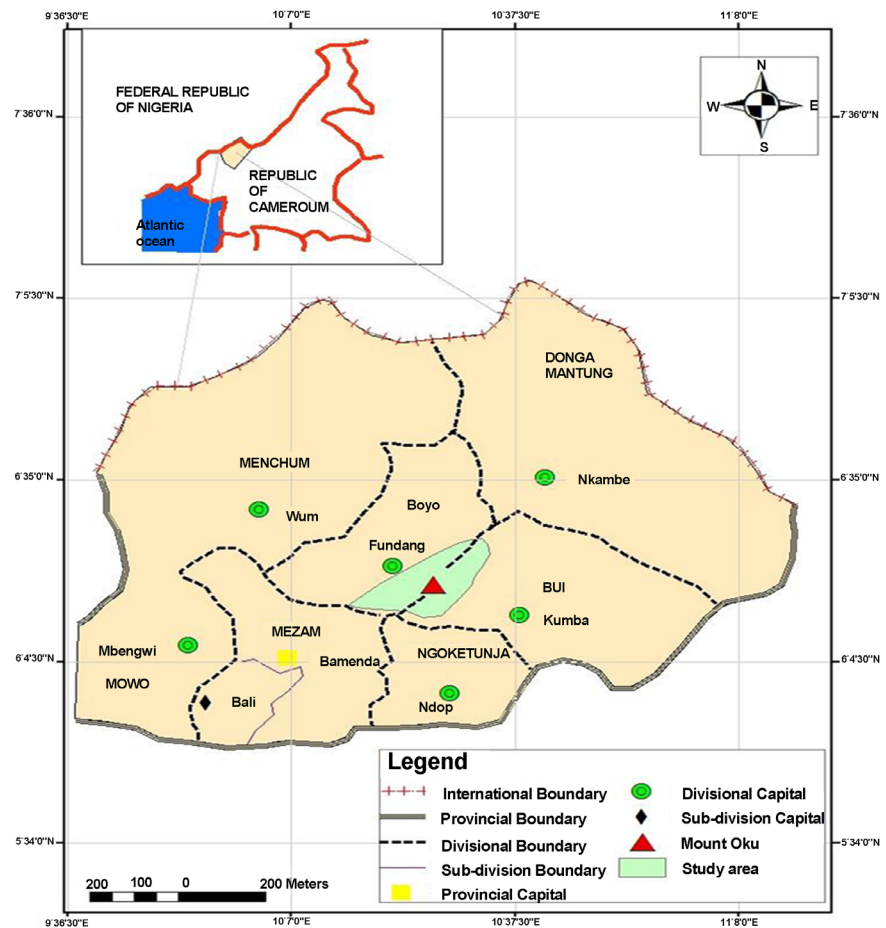 9°36'30"E
10°7'0"E
10°37'30"E
11°8'0"E
FEDERAL REPUBLIC
OF NIGERIA
REPUBLIC
OF
CAMEROUM
Atlantic
ocean
N
W
E
S
7°36'0"N
7°36'0"N
7°5'30"N
7°5'30"N
DONGA
MANTUNG
MENCHUM
6°35'0"N
6°35'0"N
Nkambe
Boyo
Wum
Fundang
BUI
Kumba
MEZAM
Mbengwi
Bamenda
NGOKETUNJA
6°4'30"N
6°4'30"N
MOWO
Bali
Ndop
Legend
International Boundary
Provincial Boundary
Divisional Boundary
Sub-division Boundary
Provincial Capital
Divisional Capital
Sub-division Capital
Mount Oku
Study area
5°34'0"N
5°34'0"N
200 100 0 200 Meters
9°36'30"E
10°7'0"E
10°37'30"E
11°8'0"E